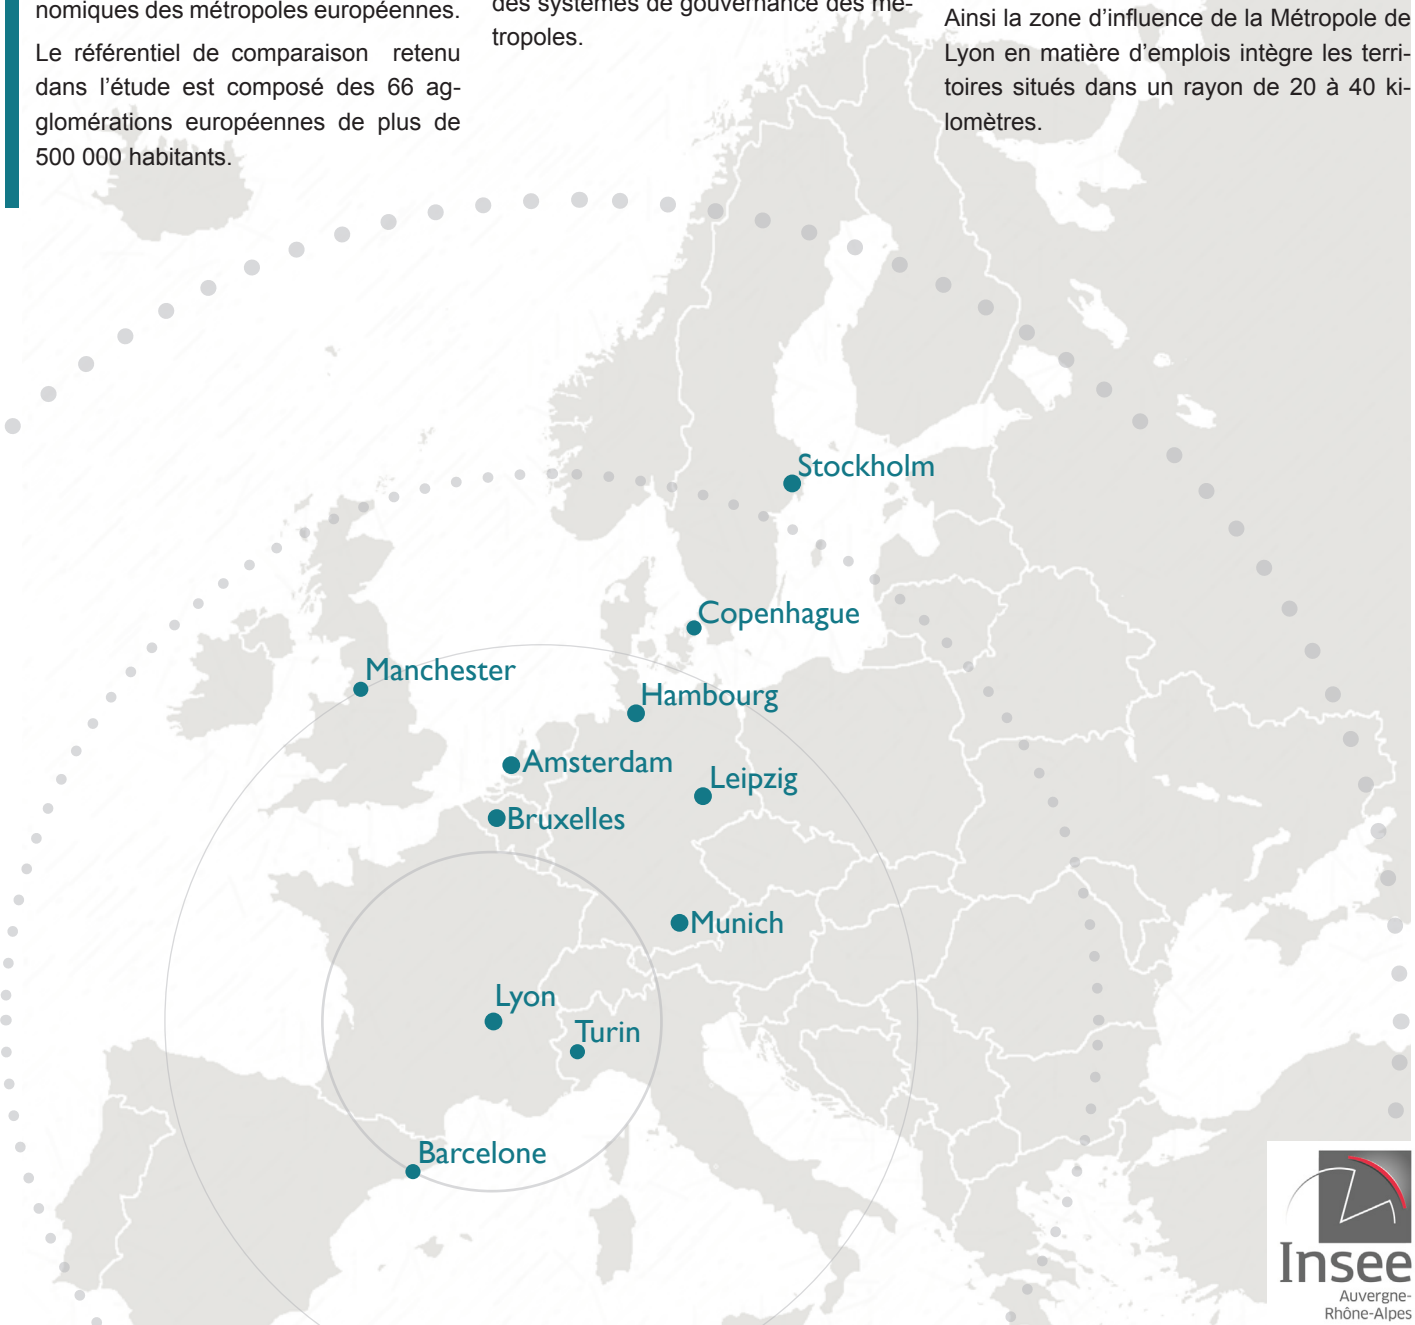 nomiques des métropoles européennes.
Le référentiel de comparaison retenu
dans l'étude est composé des 66 ag-
glomérations européennes de plus de
500 000 habitants.
des systèmes de gouvernance des mé-
tropoles.
Ainsi la zone d'influence de la Métropole de
Lyon en matière d'emplois intègre les terri-
toires situés dans un rayon de 20 à 40 ki-
lomètres.
Stockholm
Copenhague
Manchester
Hambourg
Amsterdam
Leipzig
Bruxelles
Munich
Lyon
Turin
Barcelone
Insee
Auvergne-
Rhône-Alpes